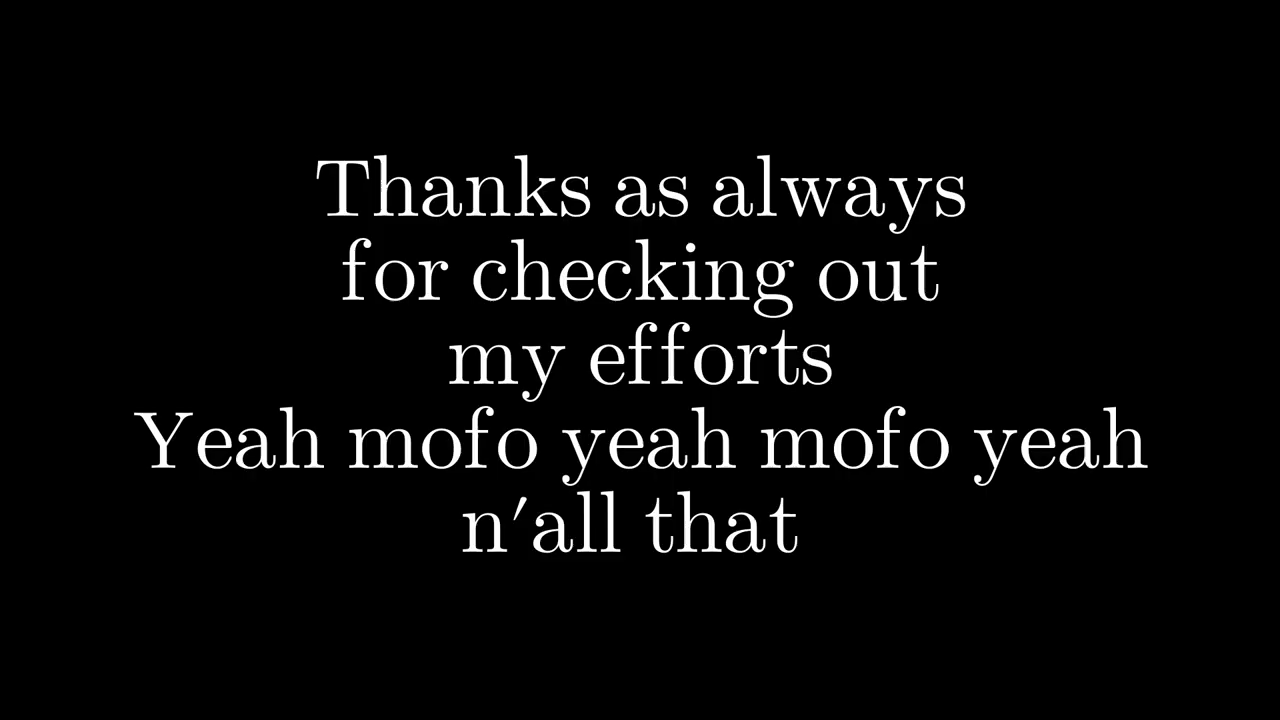 Thanks as always
for checking out
my efforts
Yeah mofo yeah mofo yeah
n′all that